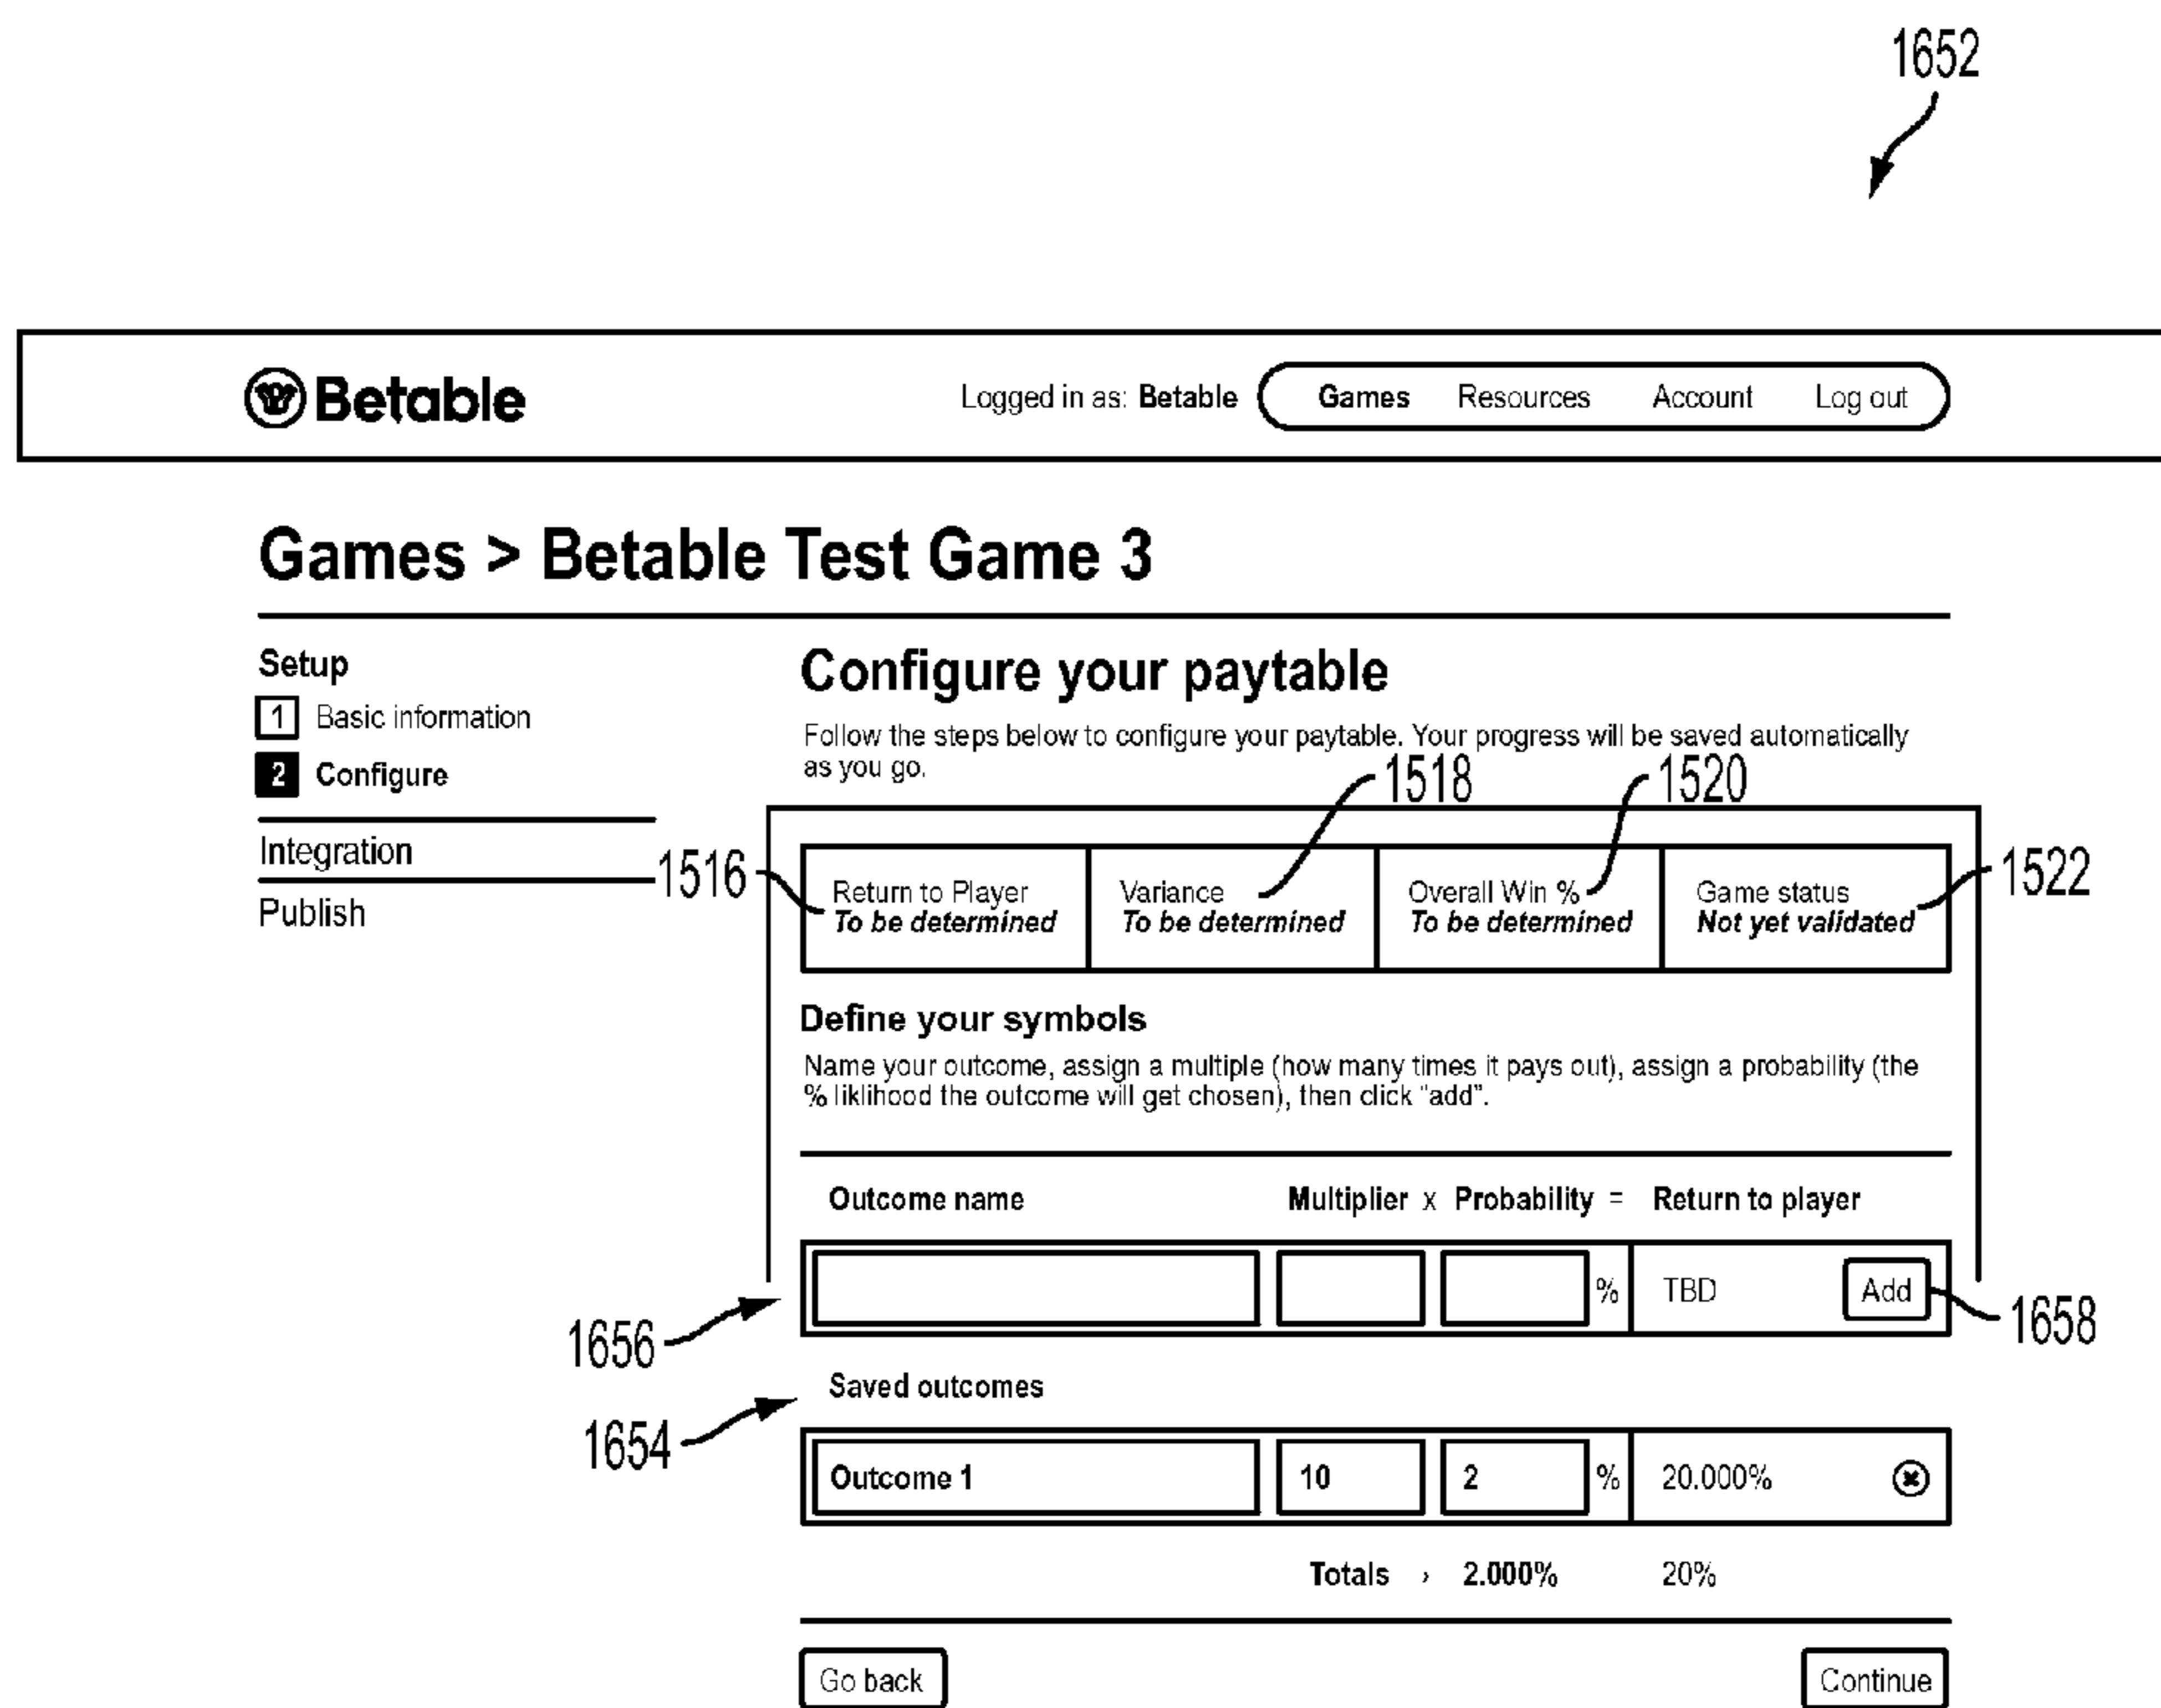 1652
Betable
Logged in as: Betable Games Resources Account Log out
Games > Betable Test Game 3
Setup
1 Basic information
2 Configure
Integration
Publish
Configure your paytable
Follow the steps below to configure your paytable. Your progress will be saved automatically
as you go.
1518 1520
1516 1522
Return to Player Variance Overall Win % Game status
To be determined To be determined To be determined Not yet validated
Define your symbols
Name your outcome, assign a multiple (how many times it pays out), assign a probability (the
% liklihood the outcome will get chosen), then click "add".
Outcome name Multiplier x Probability = Return to player
% TBD Add
1656 1658
Saved outcomes
1654
Outcome 1 10 2 % 20.000%
Totals › 2.000% 20%
Go back Continue